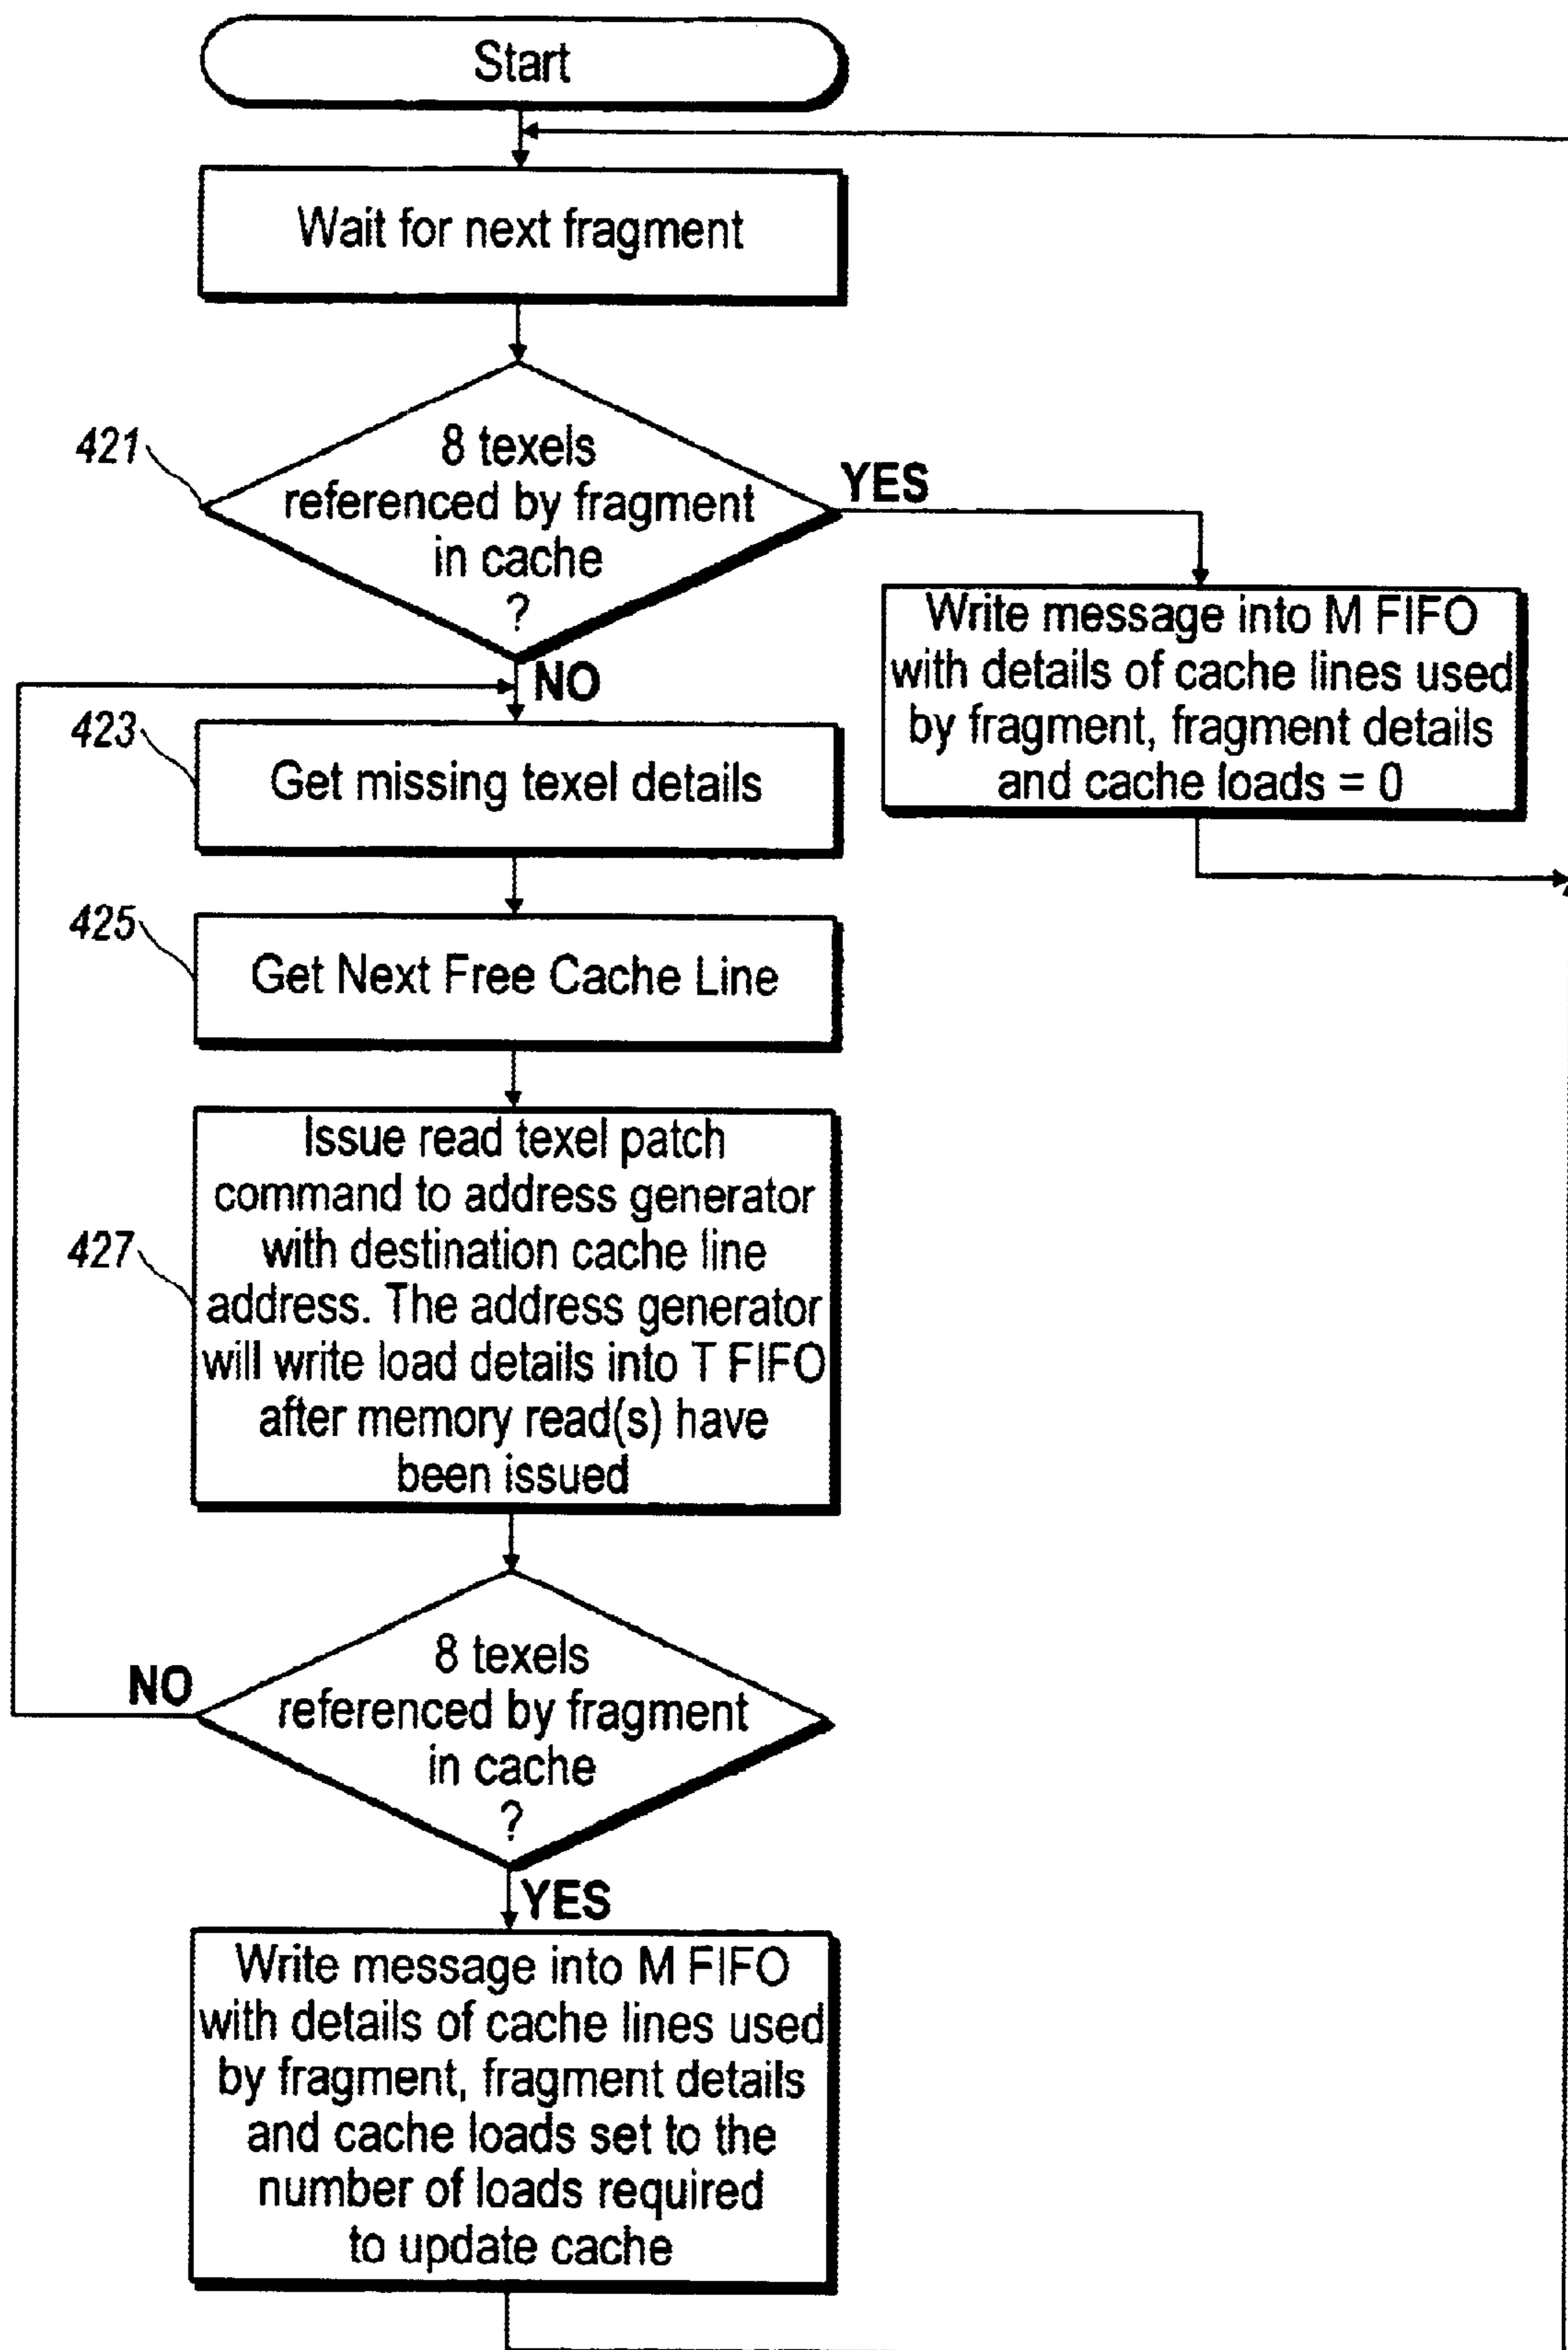 Start
Wait for next fragment
421
8 texels
referenced by fragment
in cache
?
YES
NO
Write message into M FIFO
with details of cache lines used
by fragment, fragment details
and cache loads = 0
423
Get missing texel details
425
Get Next Free Cache Line
427
Issue read texel patch
command to address generator
with destination cache line
address. The address generator
will write load details into T FIFO
after memory read(s) have
been issued
8 texels
referenced by fragment
in cache
?
NO
YES
Write message into M FIFO
with details of cache lines used
by fragment, fragment details
and cache loads set to the
number of loads required
to update cache